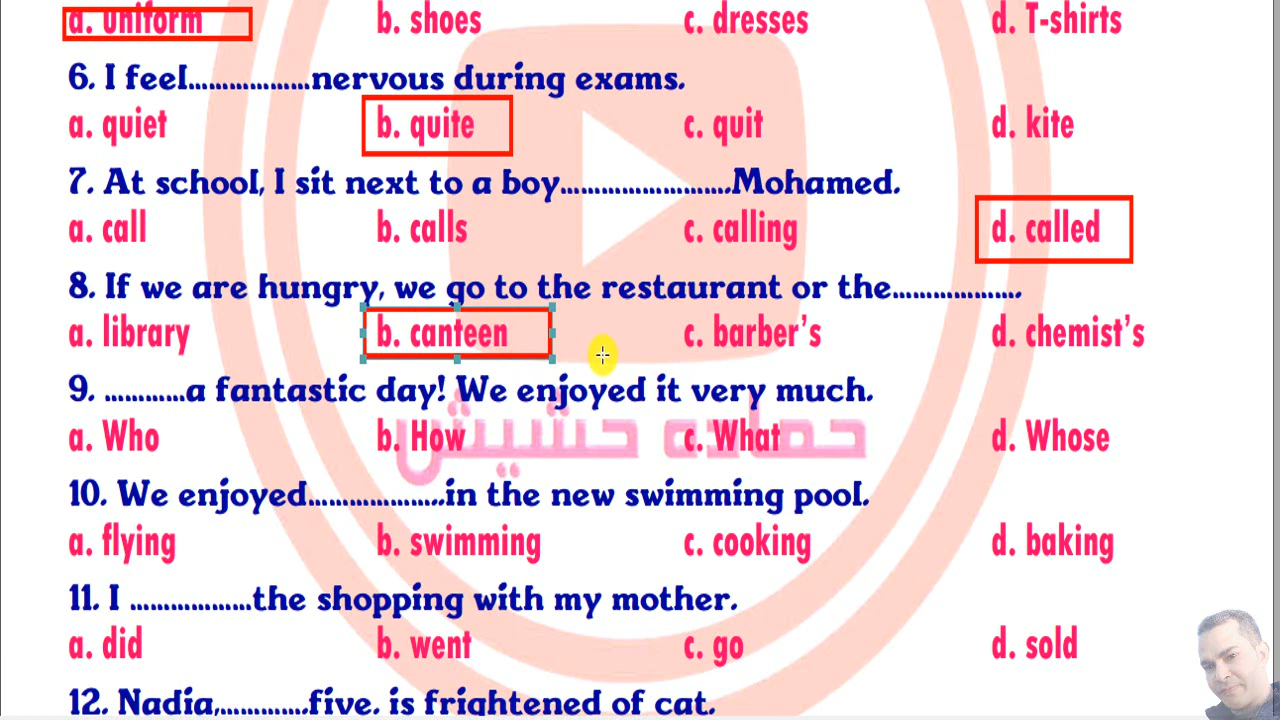 a. uniform b. shoes c. dresses d. T-shirts
6. I feel..................nervous during exams.
a. quiet b. quite c. quit d. kite
7. At school, I sit next to a boy.........................Mohamed.
a. call b. calls c. calling d. called
8. If we are hungry, we go to the restaurant or the...................
a. library b. canteen c. barber's d. chemist's
9. ............a fantastic day! We enjoyed it very much.
a. Who b. How c. What d. Whose
حماده حشيش
10. We enjoyed....................in the new swimming pool.
a. flying b. swimming c. cooking d. baking
11. I ..................the shopping with my mother.
a. did b. went c. go d. sold
12. Nadia,.............five, is frightened of cat.